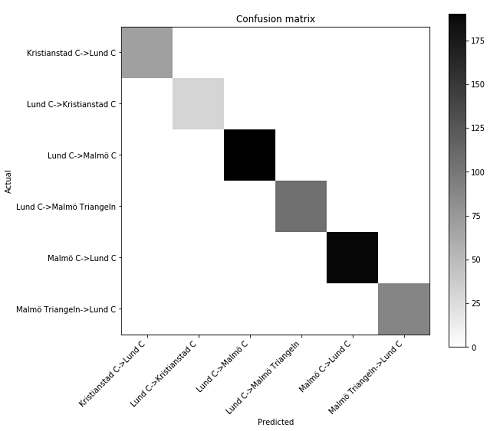 Confusion matrix
Kristianstad C->Lund C
Lund C->Kristianstad C
Lund C->Malmö C
Lund C->Malmö Triangeln
Malmö C->Lund C
Malmö Triangeln->Lund C
Actual
Kristianstad C->Lund C
Lund C->Kristianstad C
Lund C->Malmö C
Lund C->Malmö Triangeln
Malmö C->Lund C
Malmö Triangeln->Lund C
Predicted
175
150
125
100
75
50
25
0